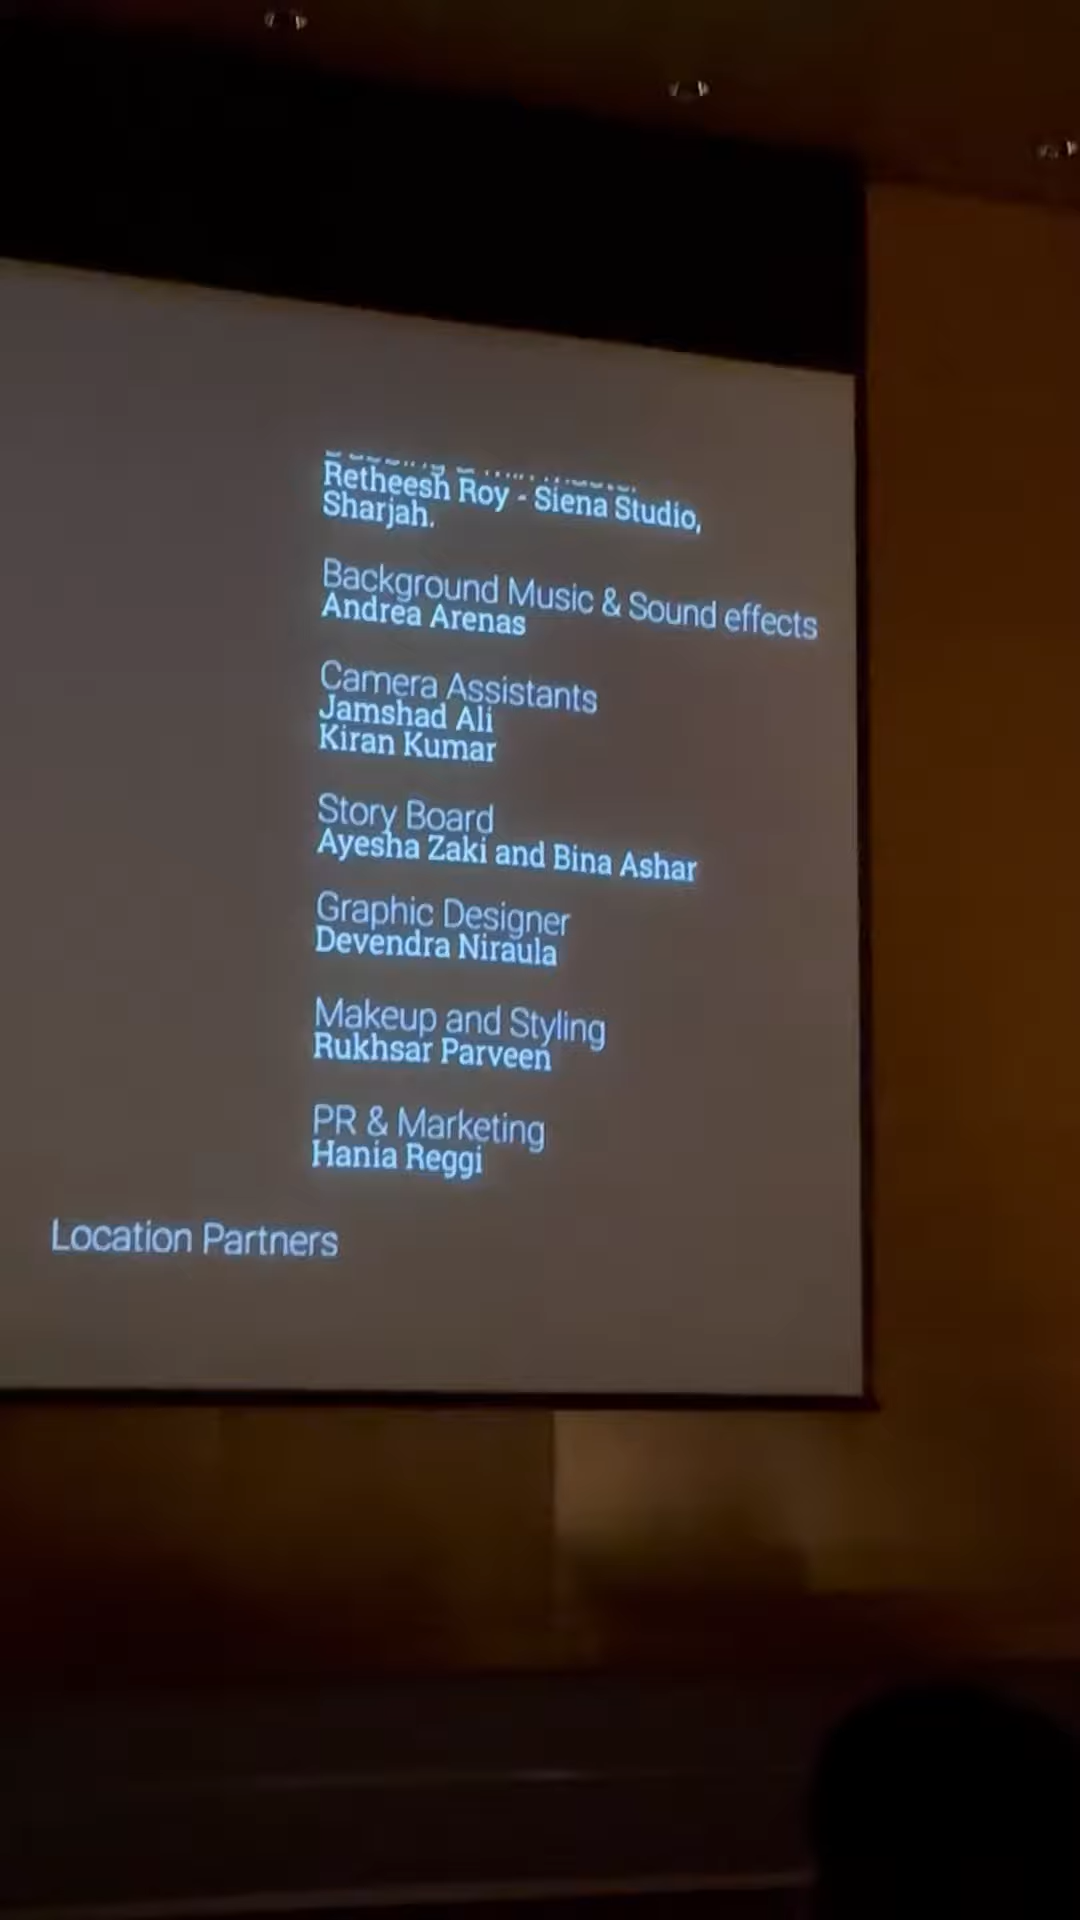 Retheesh Roy - Siena Studio,
Sharjah.
Background Music & Sound effects
Andrea Arenas
Camera Assistants
Jamshad Ali
Kiran Kumar
Story Board
Ayesha Zaki and Bina Ashar
Graphic Designer
Devendra Niraula
Makeup and Styling
Rukhsar Parveen
PR & Marketing
Hania Reggi
Location Partners